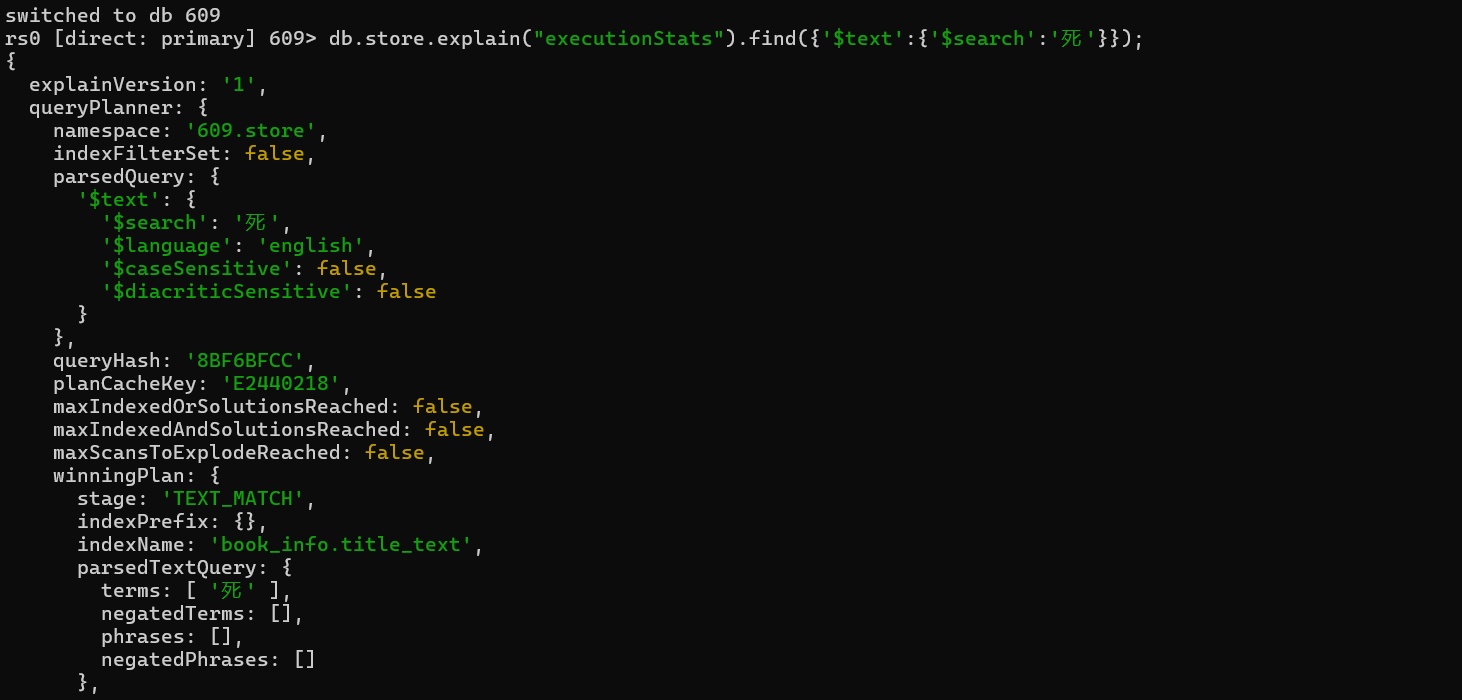 switched to db 609
rs0 [direct: primary] 609> db.store.explain("executionStats").find({'$text':{'$search':'死'}});
{
  explainVersion: '1',
  queryPlanner: {
    namespace: '609.store',
    indexFilterSet: false,
    parsedQuery: {
      '$text': {
        '$search': '死',
        '$language': 'english',
        '$caseSensitive': false,
        '$diacriticSensitive': false
      }
    },
    queryHash: '8BF6BFCC',
    planCacheKey: 'E2440218',
    maxIndexedOrSolutionsReached: false,
    maxIndexedAndSolutionsReached: false,
    maxScansToExplodeReached: false,
    winningPlan: {
      stage: 'TEXT_MATCH',
      indexPrefix: {},
      indexName: 'book_info.title_text',
      parsedTextQuery: {
        terms: [ '死' ],
        negatedTerms: [],
        phrases: [],
        negatedPhrases: []
      },